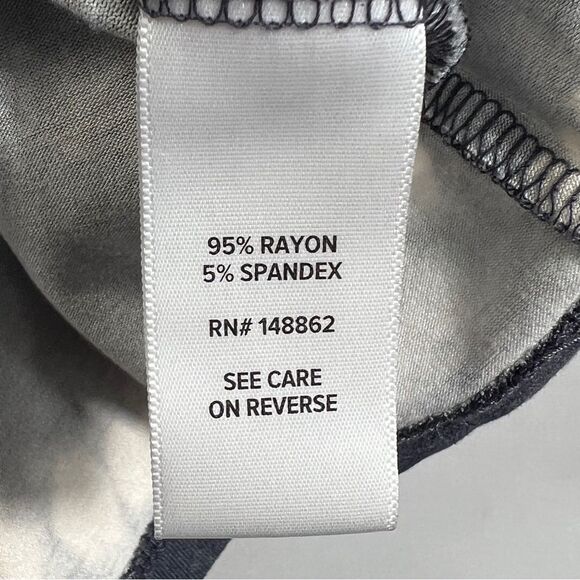 95% RAYON
5% SPANDEX
RN# 148862
SEE CARE
ON REVERSE